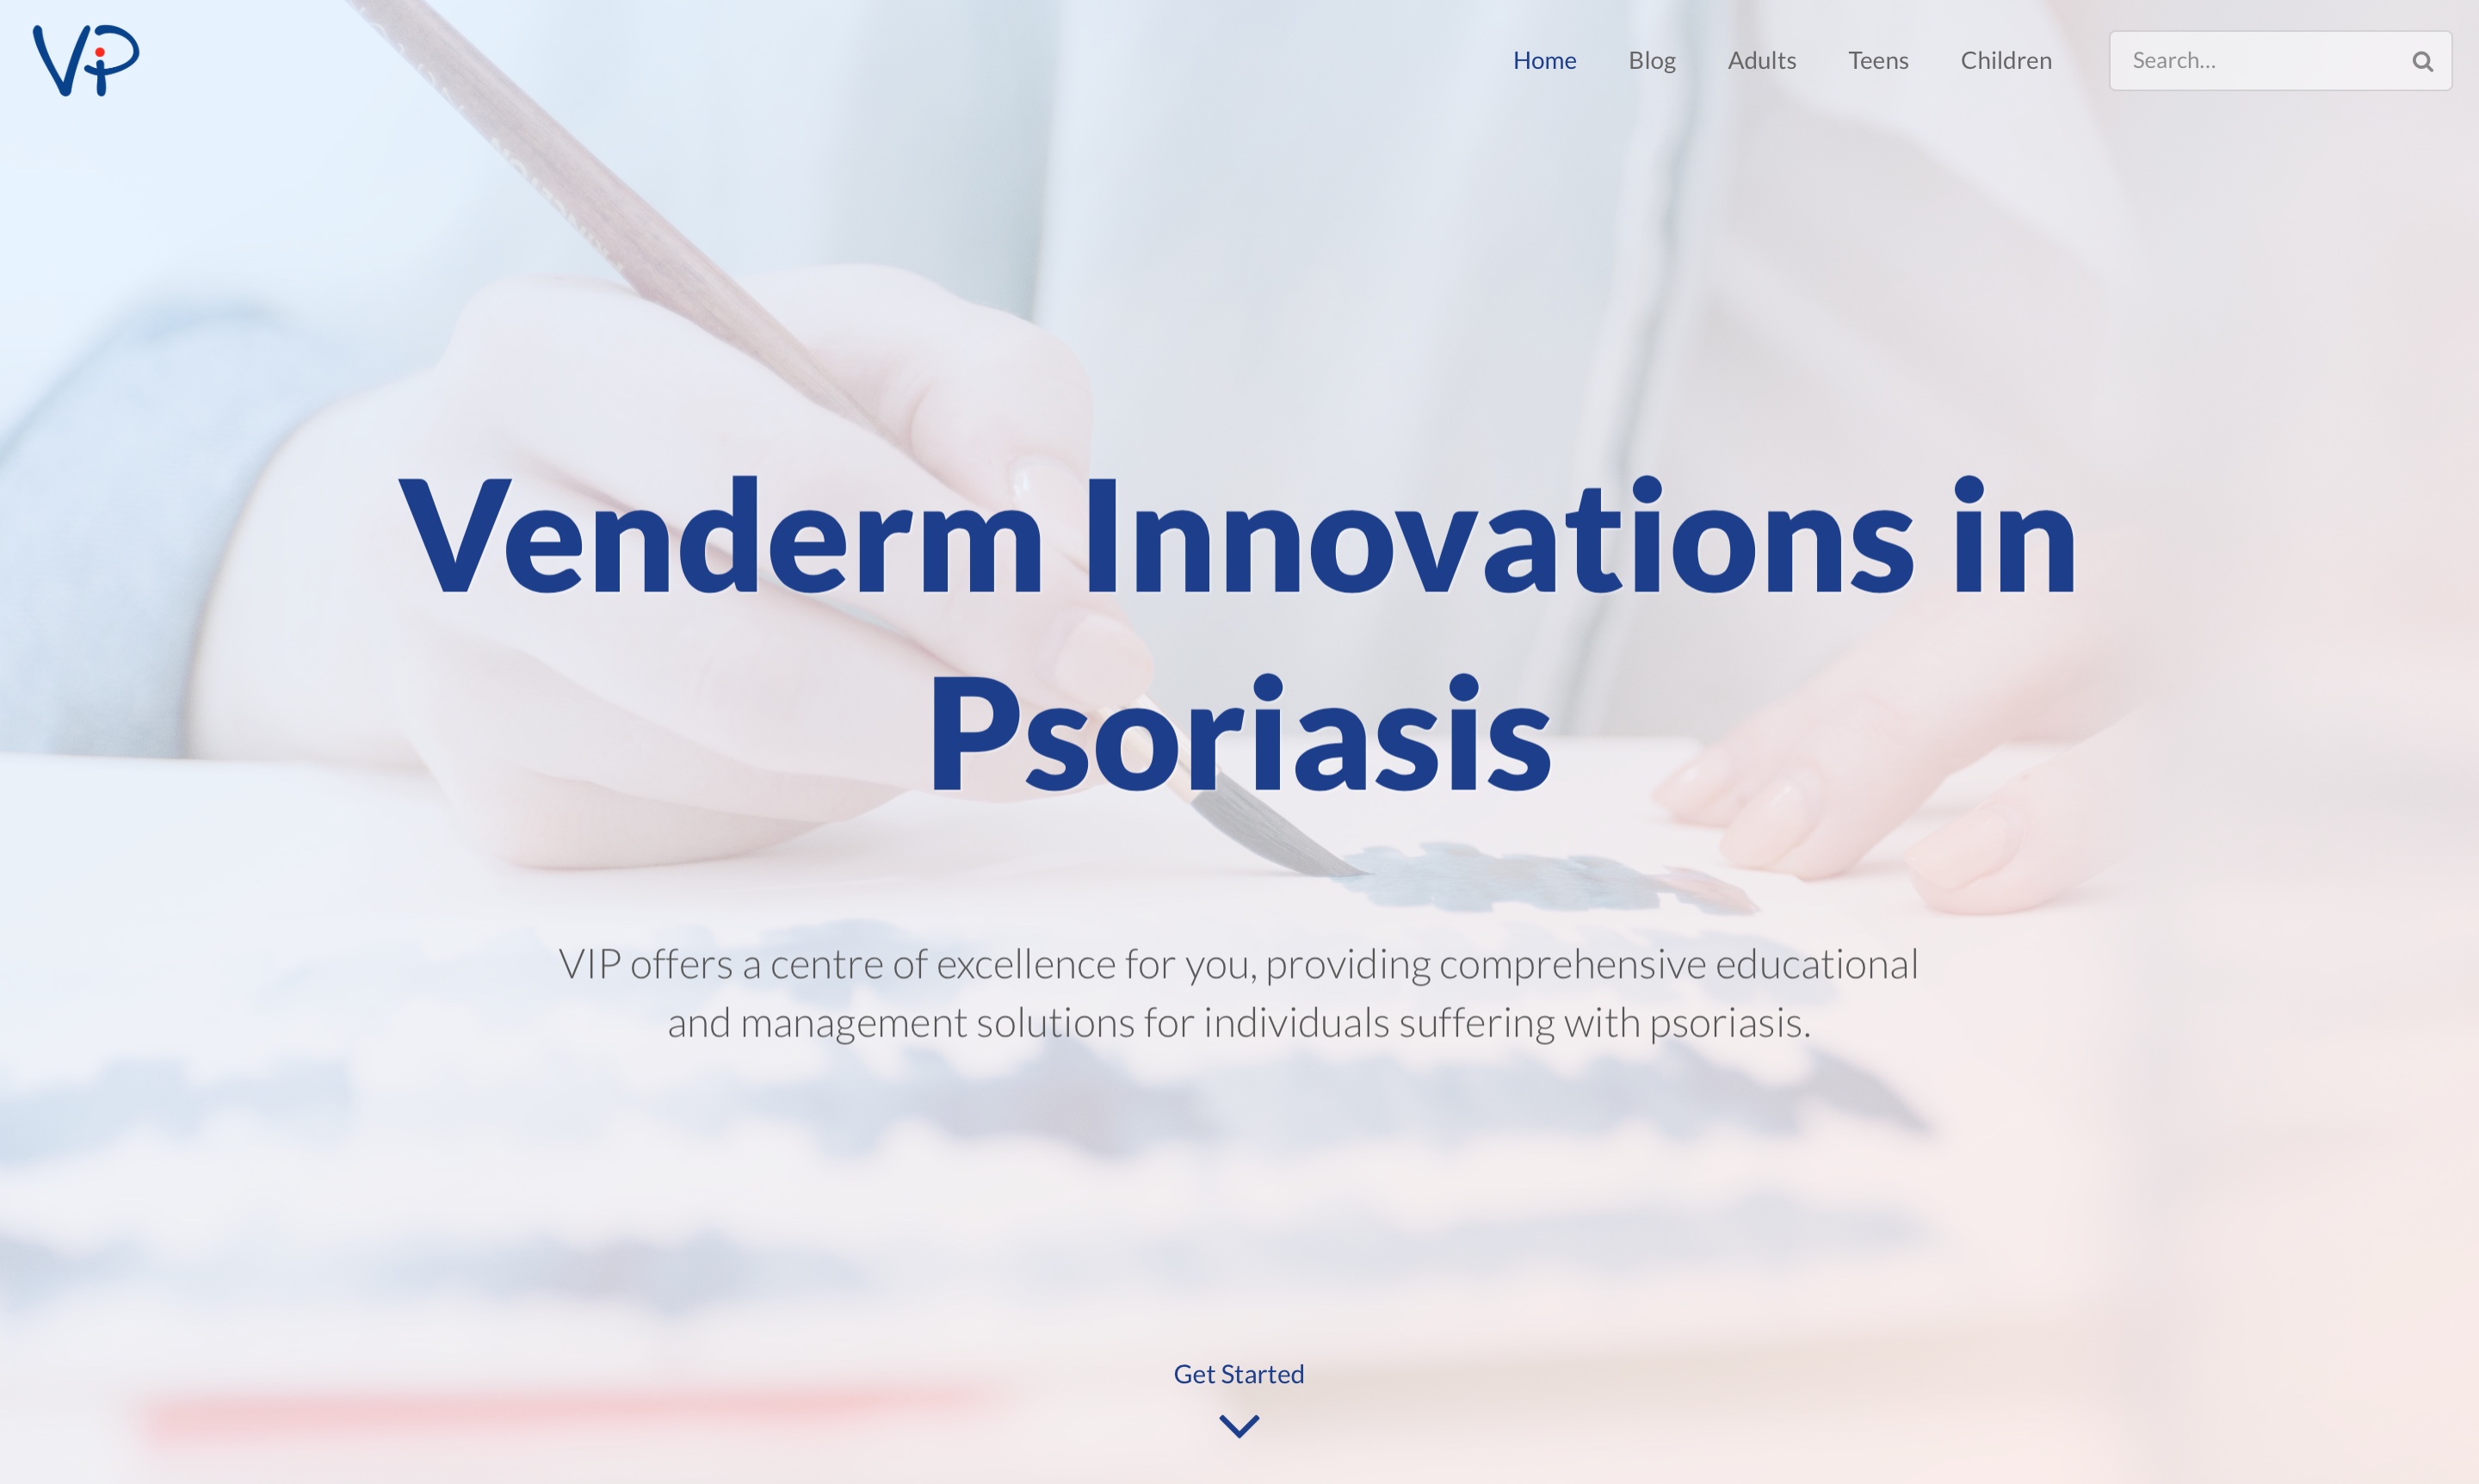 ViP
Home Blog Adults Teens Children Search...
Venderm Innovations in
Psoriasis
VIP offers a centre of excellence for you, providing comprehensive educational
and management solutions for individuals suffering with psoriasis.
Get Started